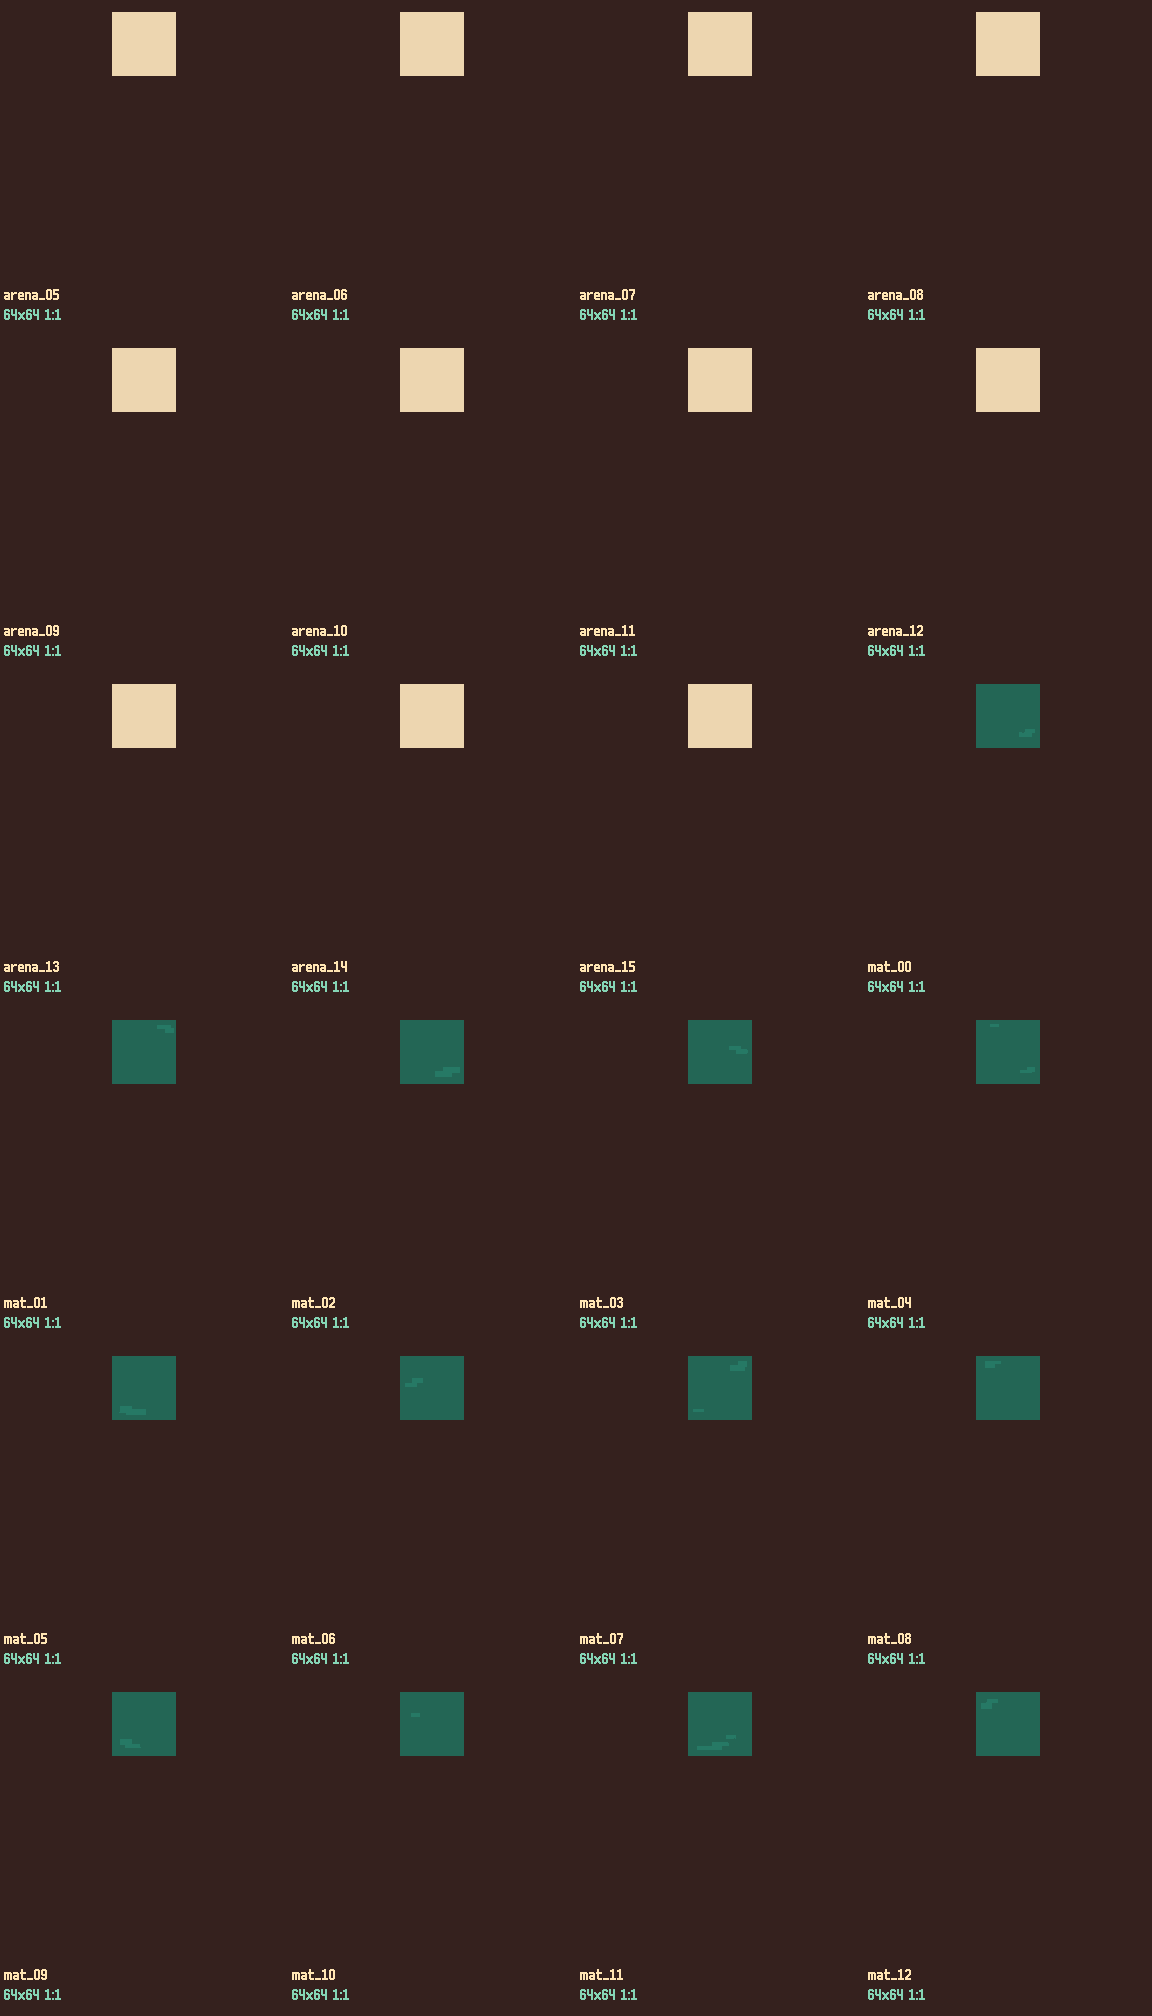 arena_05 arena_06 arena_07 arena_08
64x64 1:1 64x64 1:1 64x64 1:1 64x64 1:1
arena_09 arena_10 arena_11 arena_12
64x64 1:1 64x64 1:1 64x64 1:1 64x64 1:1
arena_13 arena_14 arena_15 mat_00
64x64 1:1 64x64 1:1 64x64 1:1 64x64 1:1
mat_01 mat_02 mat_03 mat_04
64x64 1:1 64x64 1:1 64x64 1:1 64x64 1:1
mat_05 mat_06 mat_07 mat_08
64x64 1:1 64x64 1:1 64x64 1:1 64x64 1:1
mat_09 mat_10 mat_11 mat_12
64x64 1:1 64x64 1:1 64x64 1:1 64x64 1:1